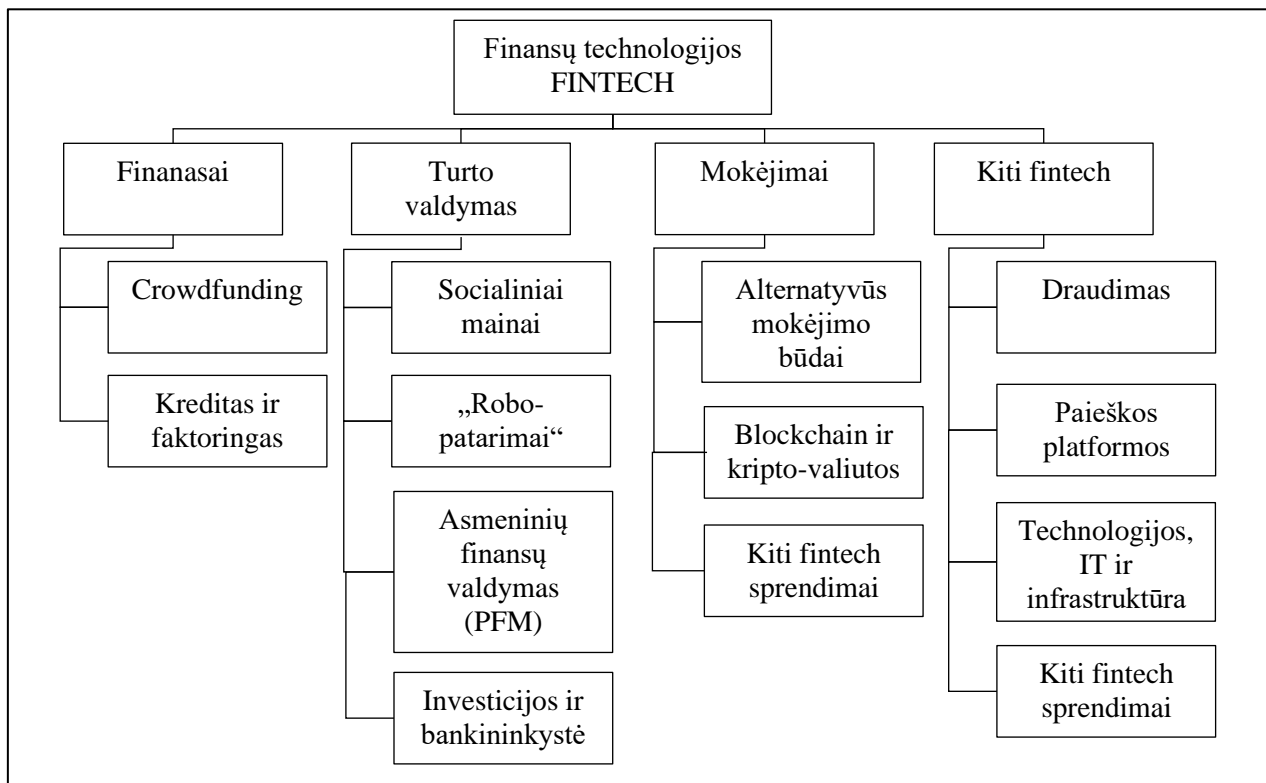 Finansų technologijos
FINTECH
Finanasai
Crowdfunding
Kreditas ir
faktoringas
Turto
valdymas
Socialiniai
mainai
„Robo-
patarimai“
Asmeninių
finansų
valdymas
(PFM)
Investicijos ir
bankininkystė
Mokėjimai
Alternatyvūs
mokėjimo
būdai
Blockchain ir
kripto-valiutos
Kiti fintech
sprendimai
Kiti fintech
Draudimas
Paieškos
platformos
Technologijos,
IT ir
infrastruktūra
Kiti fintech
sprendimai